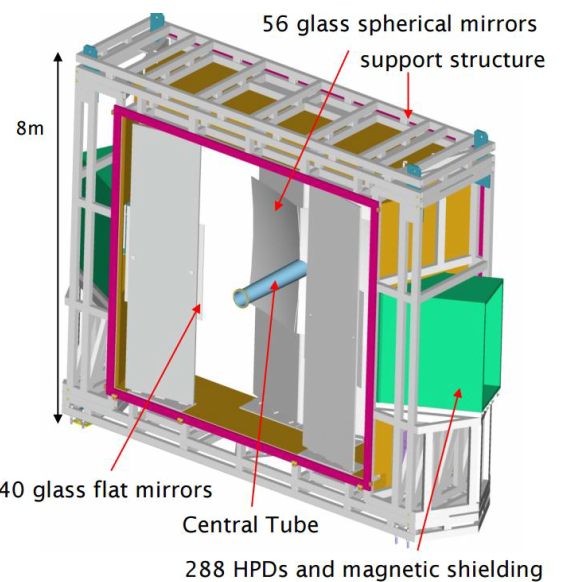 56 glass spherical mirrors
support structure
8m
40 glass flat mirrors
Central Tube
288 HPDs and magnetic shielding